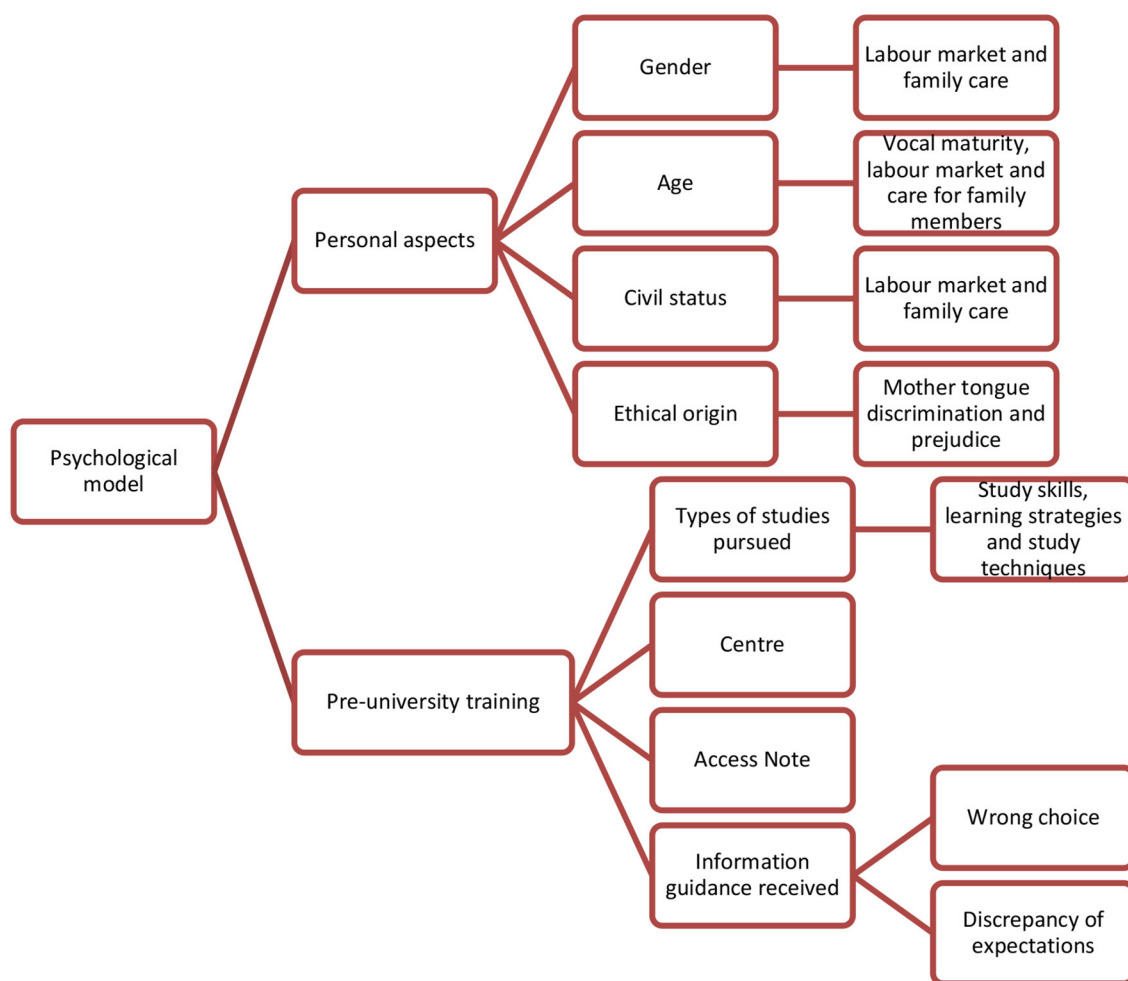 Psychological
model
Personal aspects
Gender
Labour market and
family care
Age
Vocal maturity,
labour market and
care for family
members
Civil status
Labour market and
family care
Ethical origin
Mother tongue
discrimination and
prejudice
Pre-university training
Types of studies
pursued
Study skills,
learning strategies
and study
techniques
Centre
Access Note
Information
guidance received
Wrong choice
Discrepancy of
expectations